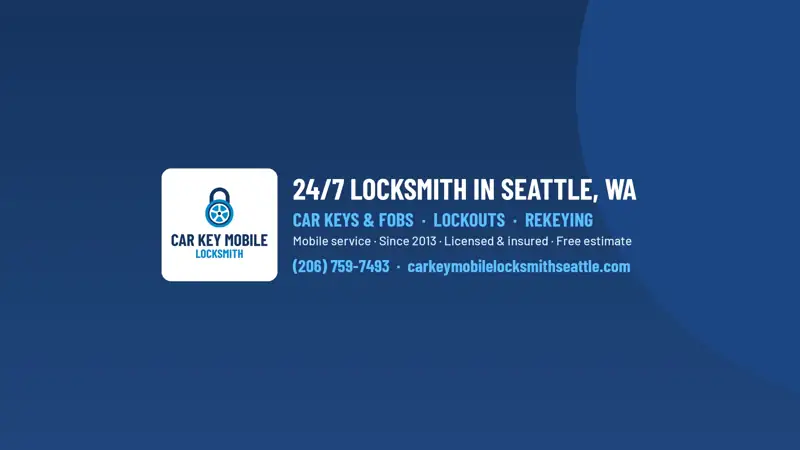 CAR KEY MOBILE
LOCKSMITH
24/7 LOCKSMITH IN SEATTLE, WA
CAR KEYS & FOBS · LOCKOUTS · REKEYING
Mobile service · Since 2013 · Licensed & insured · Free estimate
(206) 759-7493 · carkeymobilelocksmithseattle.com